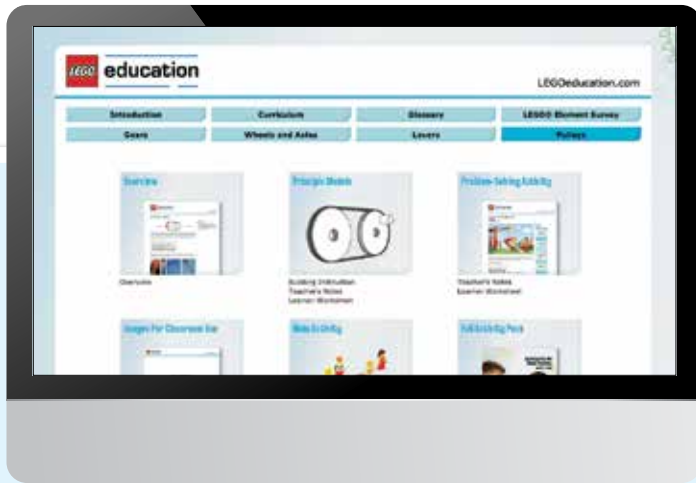 LEGO education
LEGOeducation.com
Introduction Curriculum Glossary LEGO® Element Survey
Gears Wheels and Axles Levers Pulleys
Overview Principle Models Problem-Solving Activity
Overview
Building Instruction
Teacher's Notes
Learner Worksheet
Teacher's Notes
Learner Worksheet
Images For Classroom Use Main Activity Full Activity Pack